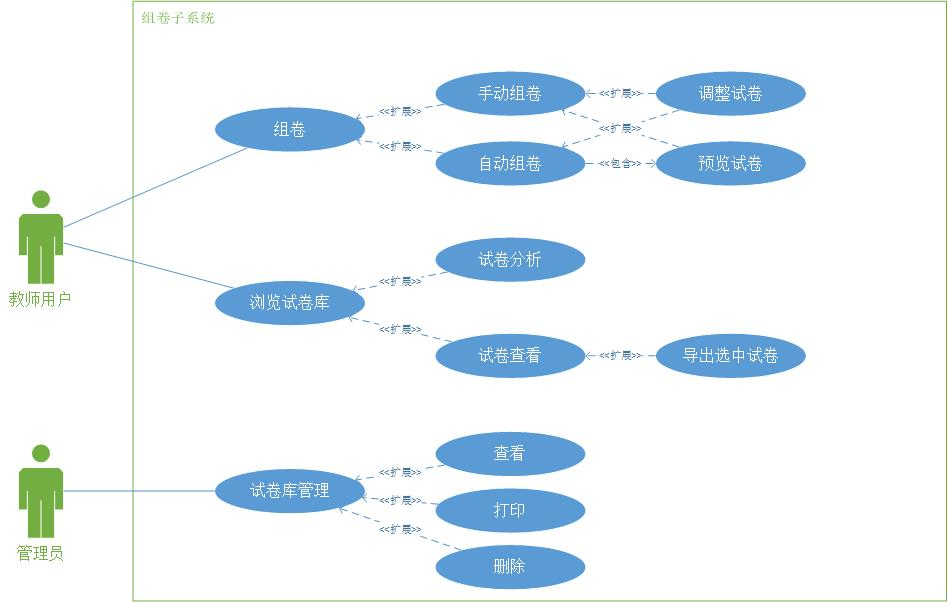 组卷子系统
手动组卷
<<扩展>>
调整试卷
<<扩展>>
组卷
<<扩展>>
<<扩展>>
自动组卷
<<包含>>
预览试卷
教师用户
试卷分析
<<扩展>>
浏览试卷库
<<扩展>>
试卷查看
<<扩展>>
导出选中试卷
查看
<<扩展>>
试卷库管理
<<扩展>>
打印
<<扩展>>
删除
管理员